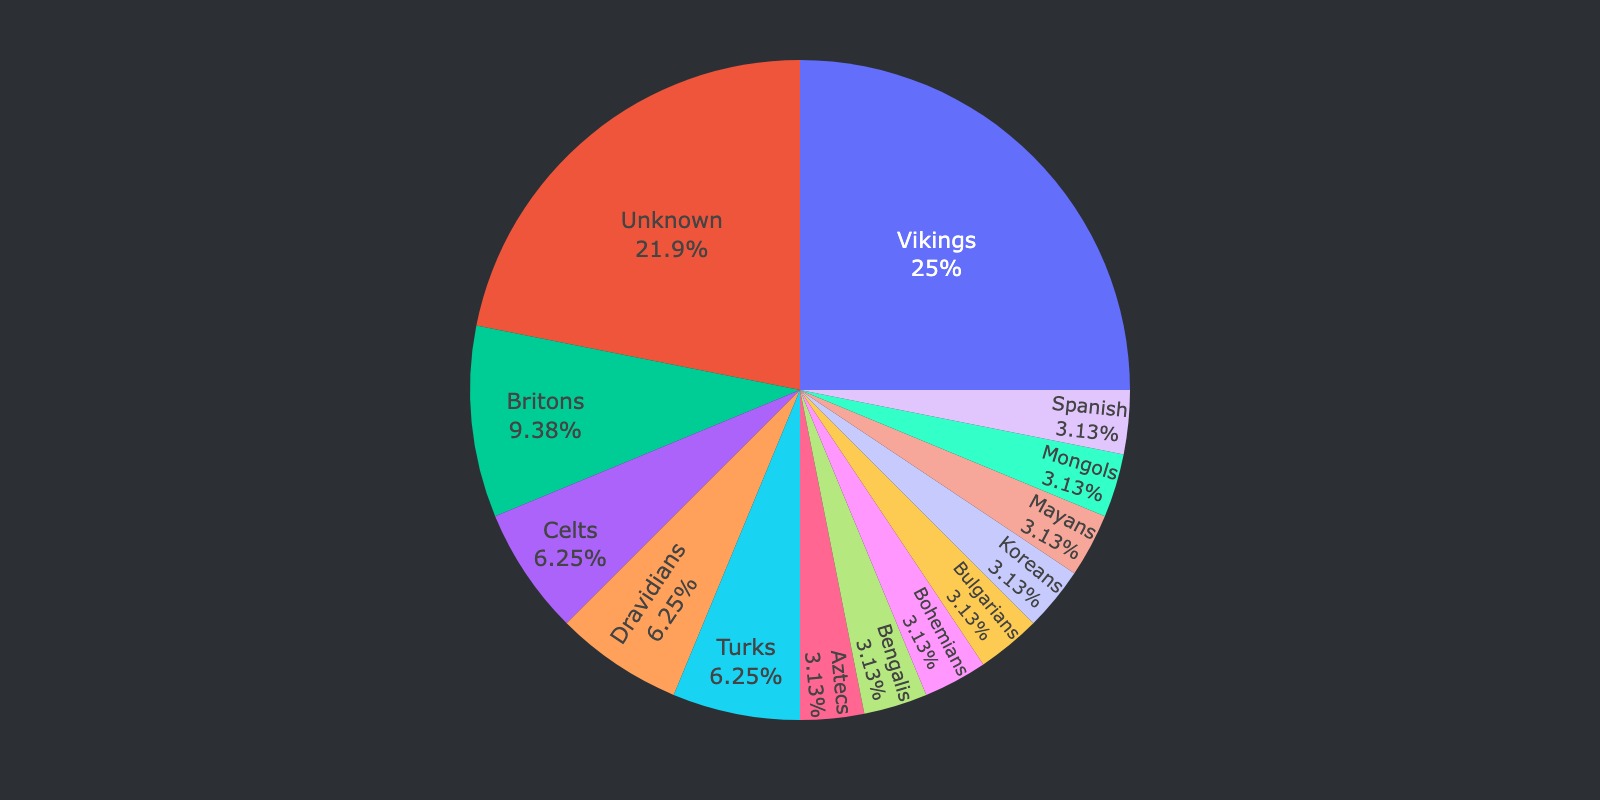 Vikings
25%
Unknown
21.9%
Britons
9.38%
Celts
6.25%
Dravidians
6.25%
Turks
6.25%
Aztecs
3.13%
Bengalis
3.13%
Bohemians
3.13%
Bulgarians
3.13%
Koreans
3.13%
Mayans
3.13%
Mongols
3.13%
Spanish
3.13%